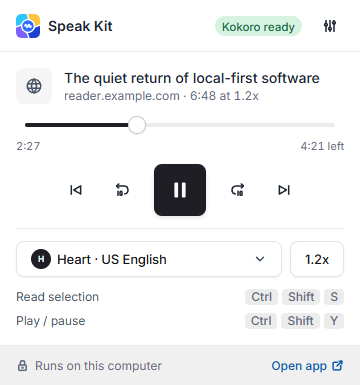 Speak Kit
Kokoro ready
The quiet return of local-first software
reader.example.com · 6:48 at 1.2x
2:27
4:21 left
10
10
H
Heart · US English
1.2x
Read selection
Ctrl Shift S
Play / pause
Ctrl Shift Y
Runs on this computer
Open app